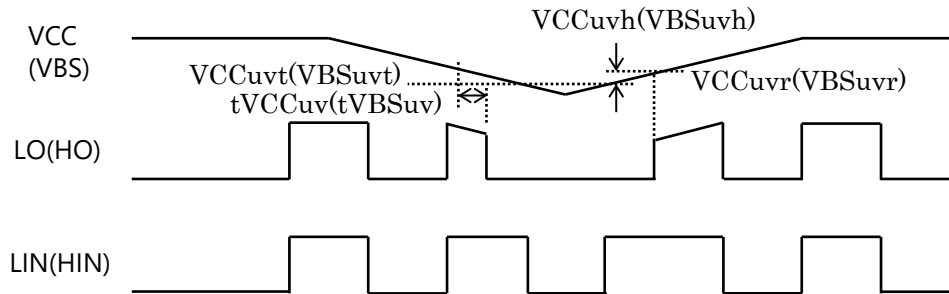 VCCuvh(VBSuvh)
VCC
(VBS)
VCCuvt(VBSuvt)
VCCuvr(VBSuvr)
tVCCuv(tVBSuv)
LO(HO)
LIN(HIN)